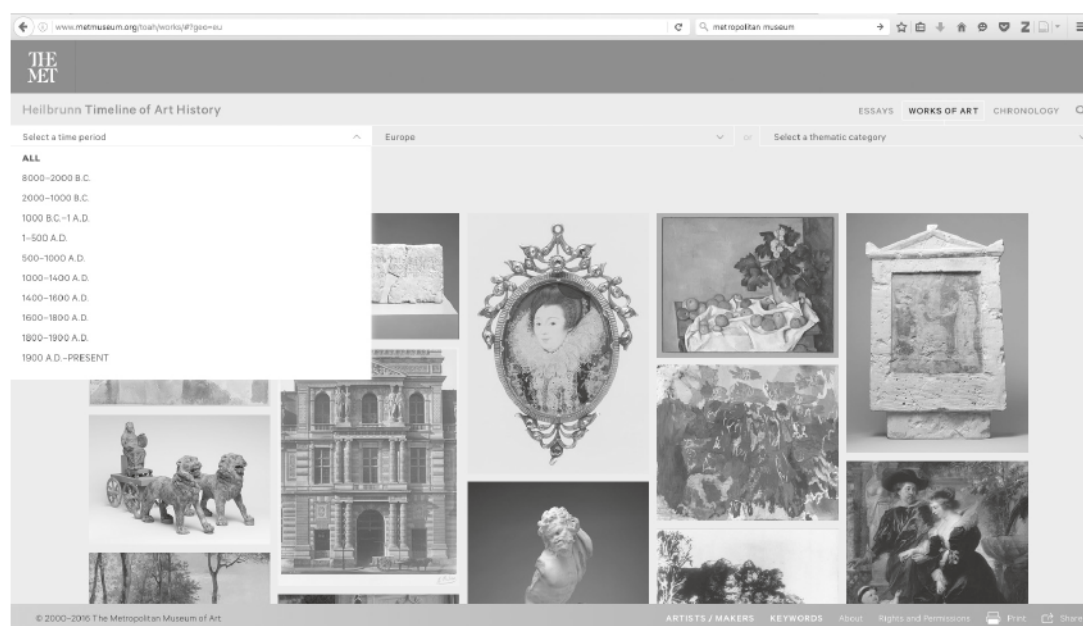 www.metmuseum.org/toah/works/#?geo=eu
metropolitan museum
THE
MET
Heilbrunn Timeline of Art History
ESSAYS WORKS OF ART CHRONOLOGY
Select a time period
Europe
or
Select a thematic category
ALL
8000–2000 B.C.
2000–1000 B.C.
1000 B.C.–1 A.D.
1–500 A.D.
500–1000 A.D.
1000–1400 A.D.
1400–1600 A.D.
1600–1800 A.D.
1800–1900 A.D.
1900 A.D.–PRESENT
© 2000–2016 The Metropolitan Museum of Art
ARTISTS / MAKERS KEYWORDS About Rights and Permissions Print Share